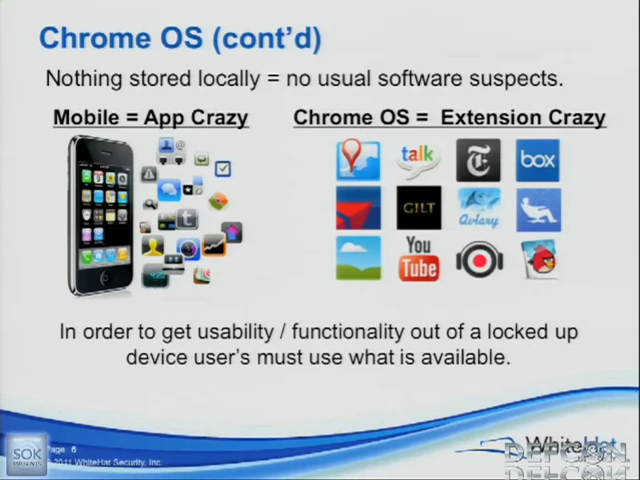 Chrome OS (cont'd)
Nothing stored locally = no usual software suspects.
Mobile = App Crazy
Chrome OS = Extension Crazy
talk
T
box
GILT
Aviary
You
Tube
In order to get usability / functionality out of a locked up
device user's must use what is available.
Page 6
© 2011 WhiteHat Security, Inc.
WhiteHat
SOK
DEFCON